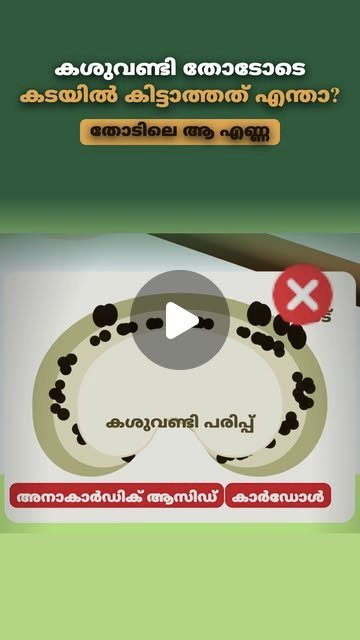 കശുവണ്ടി തോടോടെ
കടയിൽ കിട്ടാത്തത് എന്താ?
തോടിലെ ആ എണ്ണ
കശുവണ്ടി പരിപ്പ്
അനാകാർഡിക് ആസിഡ് കാർഡോൾ